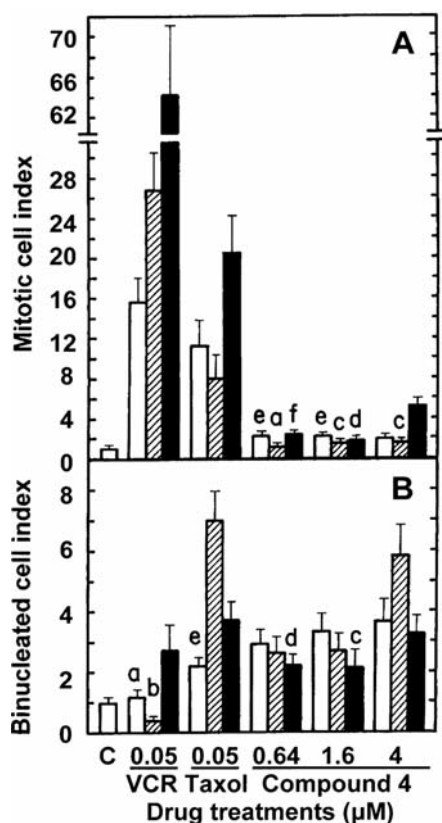 A
Mitotic cell index
70
66
62
28
24
20
16
12
8
4
0
e a f e c d c
B
Binucleated cell index
8
6
4
2
0
a b e d c
C 0.05 0.05 0.64 1.6 4
VCR Taxol Compound 4
Drug treatments (µM)